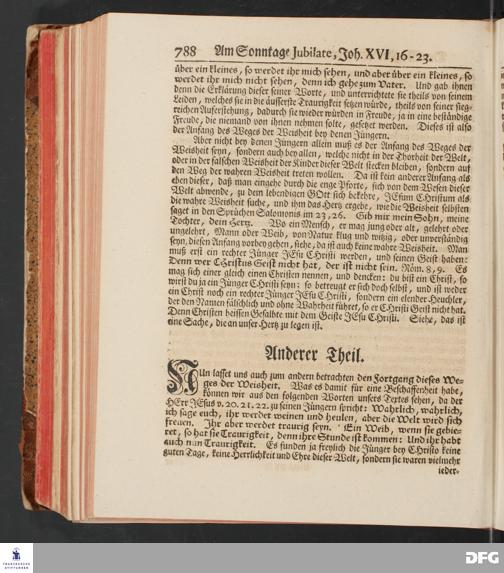 788 Am Sonntage Jubilate, Joh. XVI, 16-23.
über ein kleines, so werdet ihr mich sehen, und aber über ein kleines, so
werdet ihr mich nicht sehen, denn ich gehe zum Vater. Und gab ihnen
denn die Erklärung dieser seiner Worte, und unterrichtete sie theils von seinem
Leiden, welches sie in die äusserste Traurigkeit setzen würde, theils von seiner sieg-
reichen Auferstehung, dadurch sie wieder würden in Freude, ja in eine beständige
Freude, die niemand von ihnen nehmen solte, gesetzet werden. Dieses ist also
der Anfang des Weges der Weisheit bey denen Jüngern.
Aber nicht bey denen Jüngern allein muß es der Anfang des Weges der
Weisheit seyn, sondern auch bey allen, welche nicht in der Thorheit der Welt,
oder in der falschen Weisheit der Kinder dieser Welt stecken bleiben, sondern auf
den Weg der wahren Weisheit treten wollen. Da ist kein anderer Anfang als
eben dieser, daß man eingehe durch die enge Pforte, sich von dem Wesen dieser
Welt abwende, zu dem lebendigen GOtt sich bekehre, JEsum Christum als
die wahre Weisheit suche, und ihm das Hertz ergebe, wie die Weisheit selbsten
saget in den Sprüchen Salomonis im 23, 26. Gib mir mein Sohn, meine
Tochter, dein Hertz. Wo ein Mensch, er mag jung oder alt, gelehrt oder
ungelehrt, Mann oder Weib, von Natur klug und witzig, oder unverständig
seyn, diesen Anfang vorbey gehen, siehe, da ist auch keine wahre Weisheit. Man
muß erst ein rechter Jünger JEsu Christi werden, und seinen Geist haben:
Denn wer CHristus Geist nicht hat, der ist nicht sein. Röm. 8, 9. Es
mag sich einer gleich einen Christen nennen, und dencken: du bist ein Christ, so
wirst du ja ein Jünger CHristi seyn: so betreugt er sich doch selbst, und ist weder
ein Christ noch ein rechter Jünger JEsu Christi, sondern ein elender Heuchler,
der den Namen fälschlich und ohne Wahrheit führet, so er CHristi Geist nicht hat.
Denn Christen heissen Gesalbte mit dem Geiste JEsu CHristi. Siehe, das ist
eine Sache, die an unser Hertz zu legen ist.
Anderer Theil.
NUn lasset uns auch zum andern betrachten den Fortgang dieses We-
ges der Weisheit. Was es damit für eine Beschaffenheit habe,
können wir aus den folgenden Worten unsers Textes sehen, da der
HErr JEsus v. 20. 21. 22. zu seinen Jüngern spricht: Wahrlich, wahrlich,
ich sage euch, ihr werdet weinen und heulen, aber die Welt wird sich
freuen. Ihr aber werdet traurig seyn. Ein Weib, wenn sie gebie-
ret, so hat sie Traurigkeit, denn ihre Stunde ist kommen: Und ihr habt
auch nun Traurigkeit. Es funden ja freylich die Jünger bey CHristo keine
guten Tage, keine Herrlichkeit und Ehre dieser Welt, sondern sie waren vielmehr
ieder-
FRANCKESCHE
STIFTUNGEN
DFG